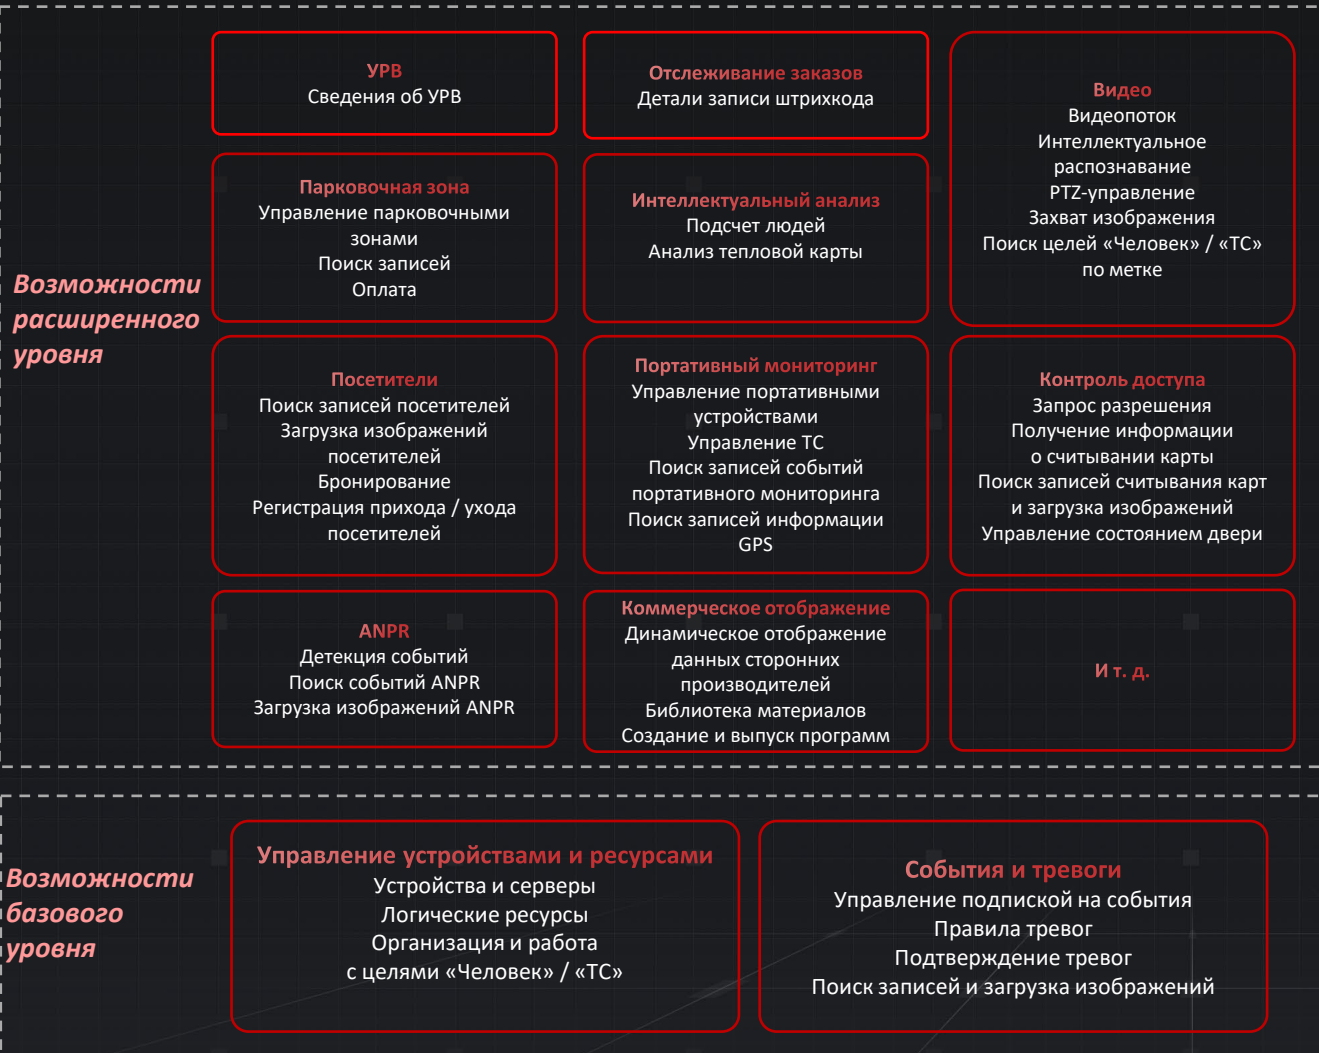 Возможности
расширенного
уровня
УРВ
Сведения об УРВ
Отслеживание заказов
Детали записи штрихкода
Видео
Видеопоток
Интеллектуальное
распознавание
PTZ-управление
Захват изображения
Поиск целей «Человек» / «ТС»
по метке
Парковочная зона
Управление парковочными
зонами
Поиск записей
Оплата
Интеллектуальный анализ
Подсчет людей
Анализ тепловой карты
Посетители
Поиск записей посетителей
Загрузка изображений
посетителей
Бронирование
Регистрация прихода / ухода
посетителей
Портативный мониторинг
Управление портативными
устройствами
Управление ТС
Поиск записей событий
портативного мониторинга
Поиск записей информации
GPS
Контроль доступа
Запрос разрешения
Получение информации
о считывании карты
Поиск записей считывания карт
и загрузка изображений
Управление состоянием двери
ANPR
Детекция событий
Поиск событий ANPR
Загрузка изображений ANPR
Коммерческое отображение
Динамическое отображение
данных сторонних
производителей
Библиотека материалов
Создание и выпуск программ
И т. д.
Возможности
базового
уровня
Управление устройствами и ресурсами
Устройства и серверы
Логические ресурсы
Организация и работа
с целями «Человек» / «ТС»
События и тревоги
Управление подпиской на события
Правила тревог
Подтверждение тревог
Поиск записей и загрузка изображений